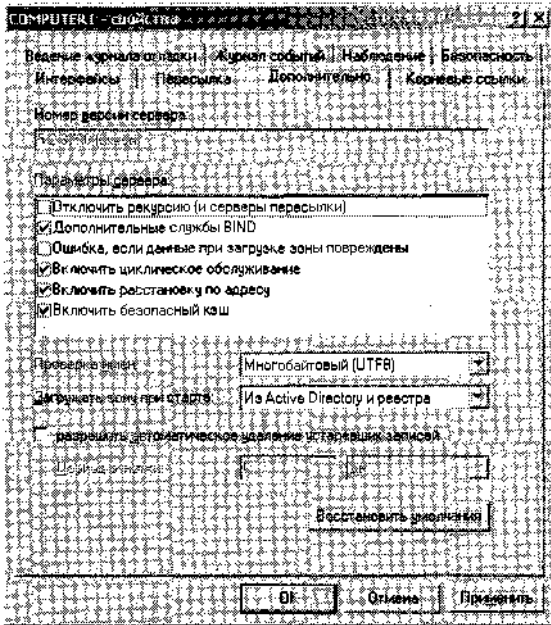 COMPUTER1 - свойства
Ведение журнала отладки Журнал событий Наблюдение Безопасность
Интерфейсы Пересылка Дополнительно Корневые ссылки
Номер версии сервера:
Параметры сервера:
Отключить рекурсию (и серверы пересылки)
Дополнительные службы BIND
Ошибка, если данные при загрузке зоны повреждены
Включить циклическое обслуживание
Включить расстановку по адресу
Включить безопасный кэш
Проверка имен: Многобайтовый (UTF8)
Загружать зону при старте: Из Active Directory и реестра
разрешать автоматическое удаление устаревших записей
Восстановить умолчания
ОК Отмена Применить